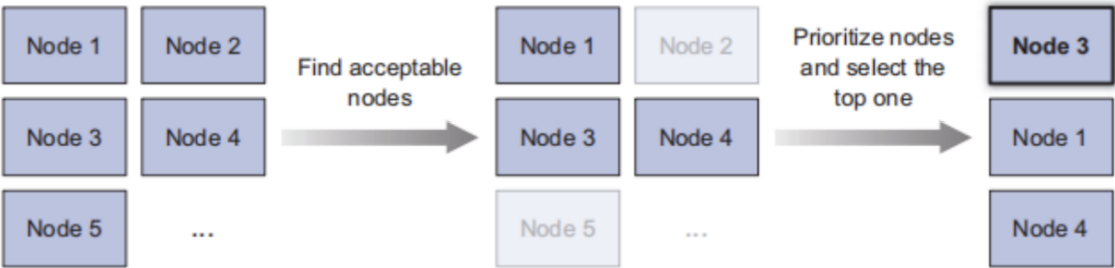 Node 1
Node 2
Node 3
Node 4
Node 5
...
Find acceptable
nodes
Node 1
Node 2
Node 3
Node 4
Node 5
...
Prioritize nodes
and select the
top one
Node 3
Node 1
Node 4